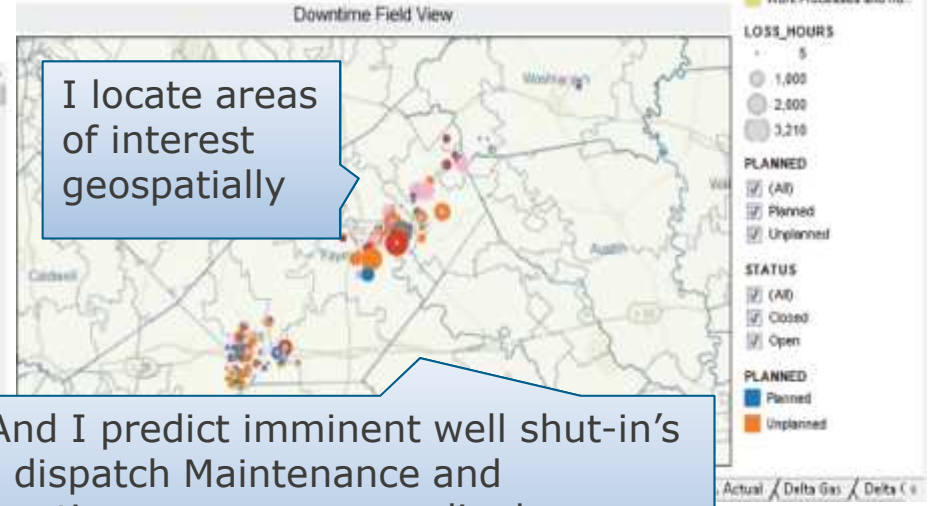 Downtime Field View
I locate areas
of interest
geospatially
Washington
Austin
Caldwell
And I predict imminent well shut-in's
dispatch Maintenance and
LOSS_HOURS
5
1,000
2,000
3,210
PLANNED
(All)
Planned
Unplanned
STATUS
(All)
Closed
Open
PLANNED
Planned
Unplanned
Actual
Delta Gas
Delta